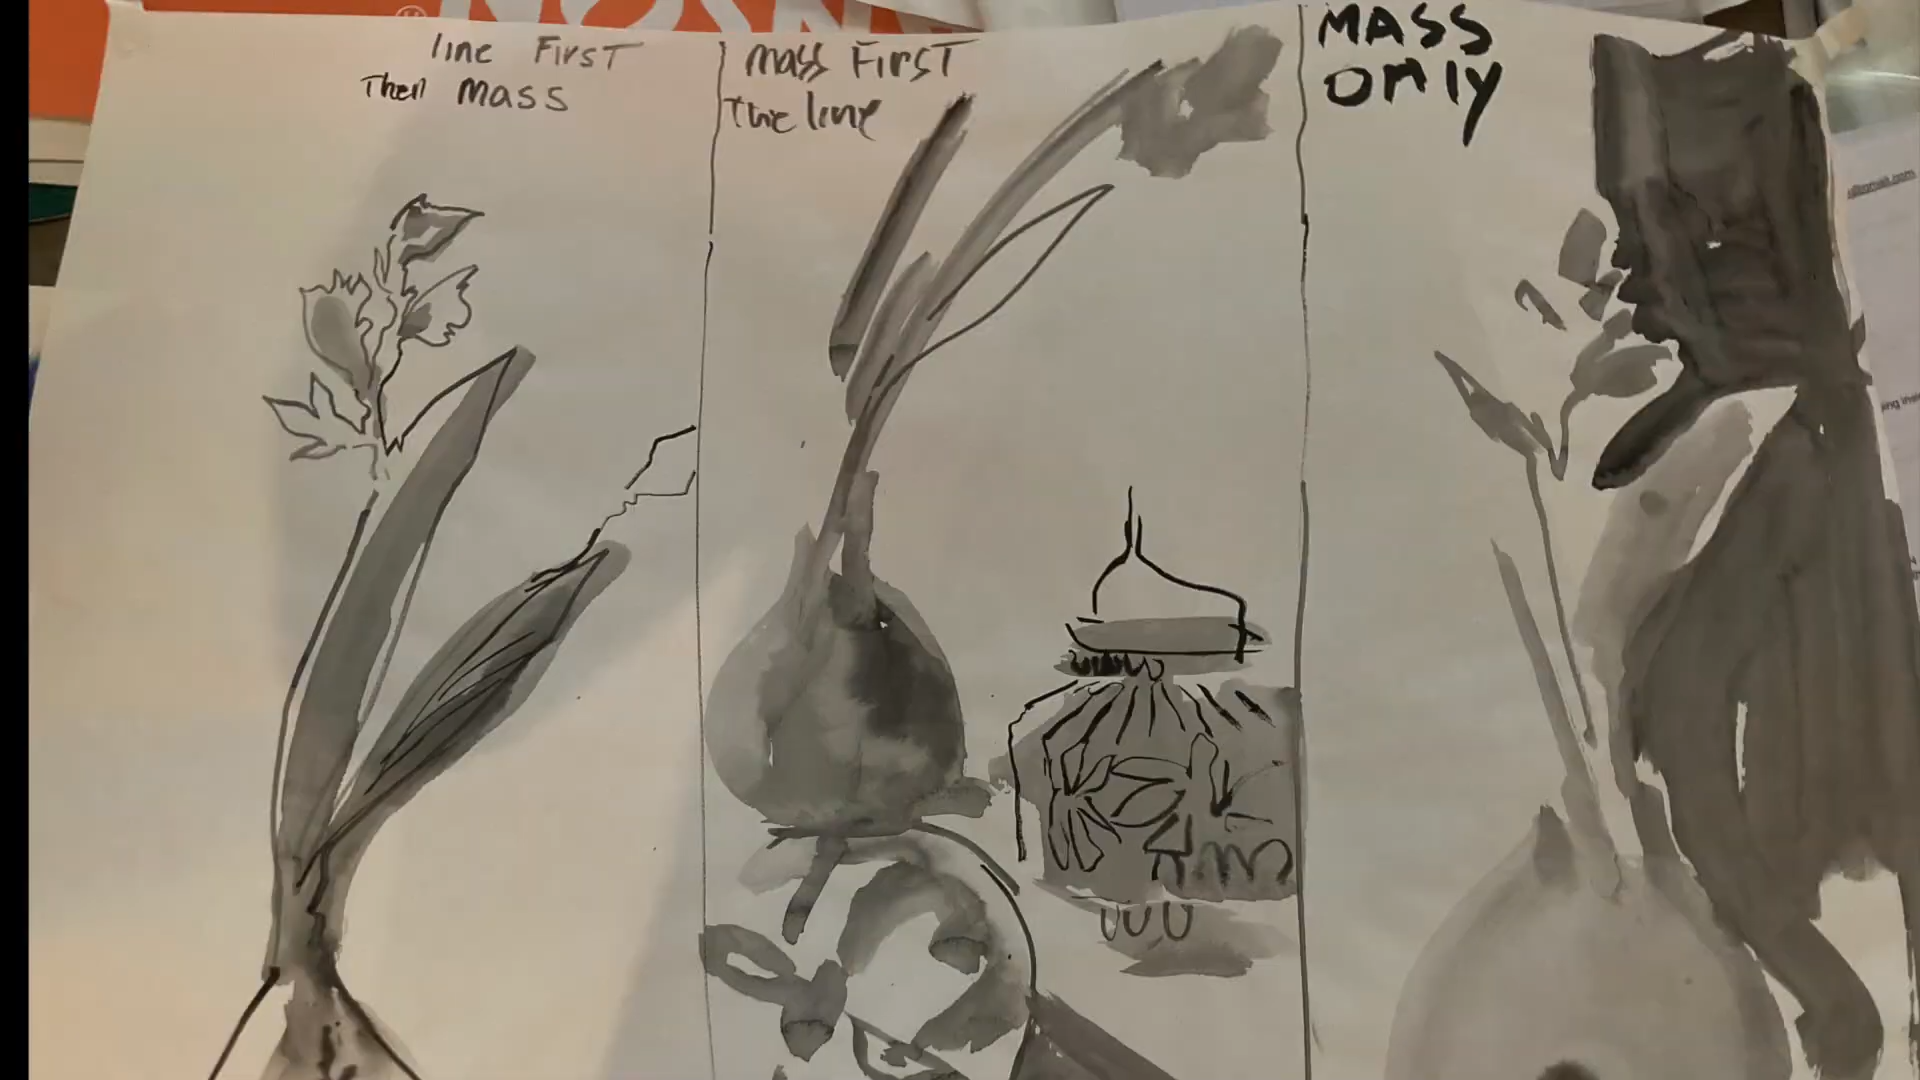 line FirsT
Then mass
mass FirsT
The line
MASS
ONly